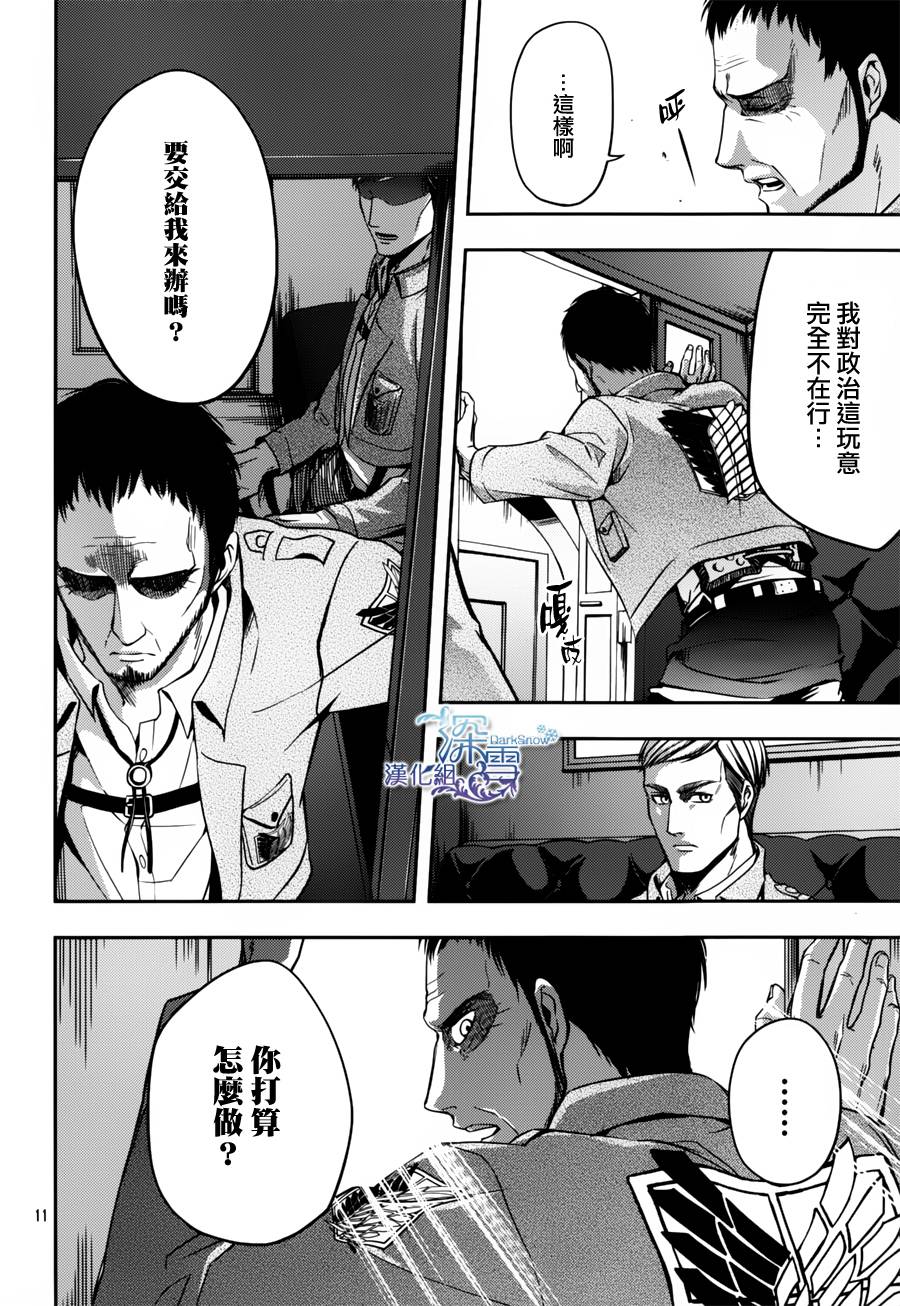 …這樣啊
呼
我對政治這玩意
完全不在行…
嘎
吱
深雪
DarkSnow
漢化組
要交給我來辦嗎?
……
你打算
怎麼做?
11